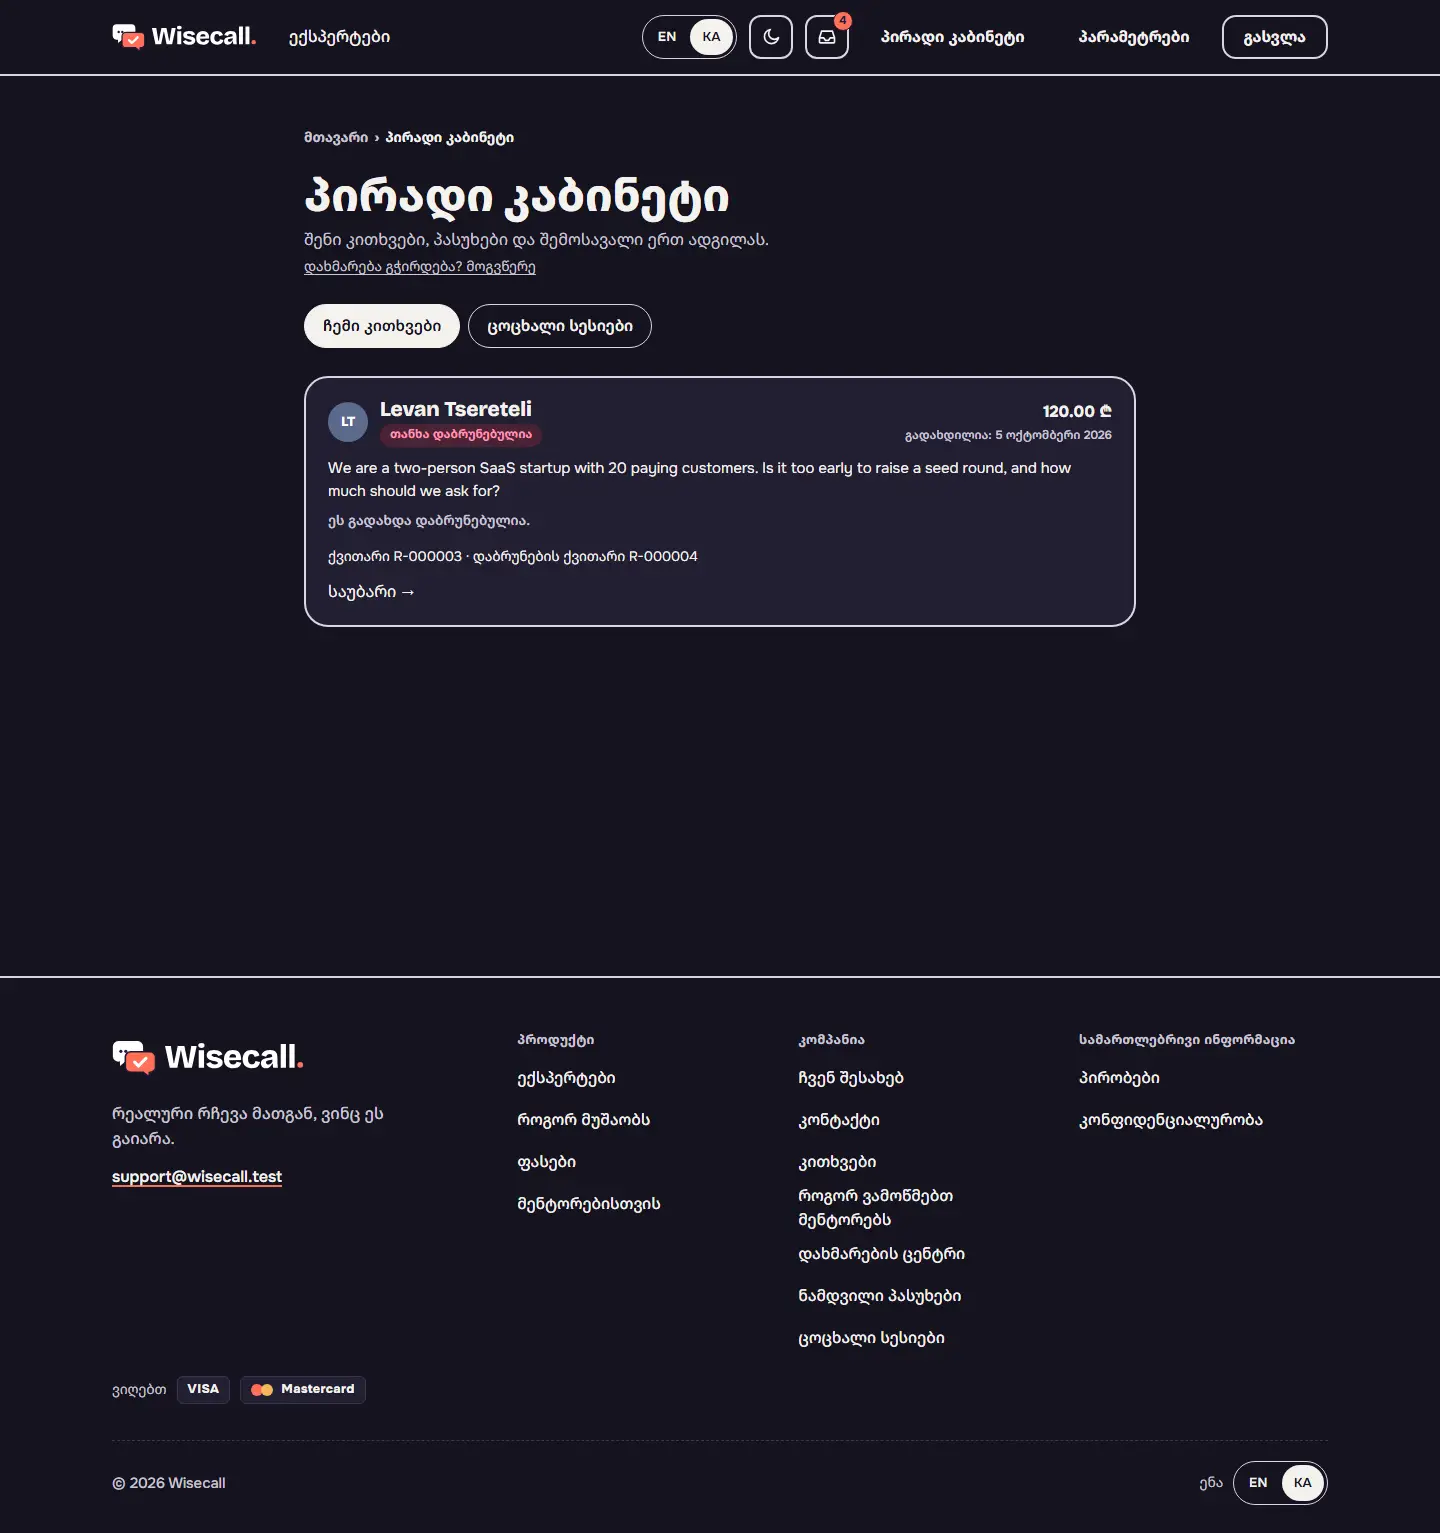 Wisecall.
ექსპერტები
EN KA
4
პირადი კაბინეტი
პარამეტრები
გასვლა
მთავარი › პირადი კაბინეტი
პირადი კაბინეტი
შენი კითხვები, პასუხები და შემოსავალი ერთ ადგილას.
დახმარება გჭირდება? მოგვწერე
ჩემი კითხვები
ცოცხალი სესიები
LT
Levan Tsereteli
თანხა დაბრუნებულია
120.00 ₾
გადახდილია: 5 ოქტომბერი 2026
We are a two-person SaaS startup with 20 paying customers. Is it too early to raise a seed round, and how
much should we ask for?
ეს გადახდა დაბრუნებულია.
ქვითარი R-000003 · დაბრუნების ქვითარი R-000004
საუბარი →
Wisecall.
რეალური რჩევა მათგან, ვინც ეს
გაიარა.
support@wisecall.test
პროდუქტი
ექსპერტები
როგორ მუშაობს
ფასები
მენტორებისთვის
კომპანია
ჩვენ შესახებ
კონტაქტი
კითხვები
როგორ ვამოწმებთ
მენტორებს
დახმარების ცენტრი
ნამდვილი პასუხები
ცოცხალი სესიები
სამართლებრივი ინფორმაცია
პირობები
კონფიდენციალურობა
ვიღებთ
VISA
Mastercard
© 2026 Wisecall
ენა
EN KA